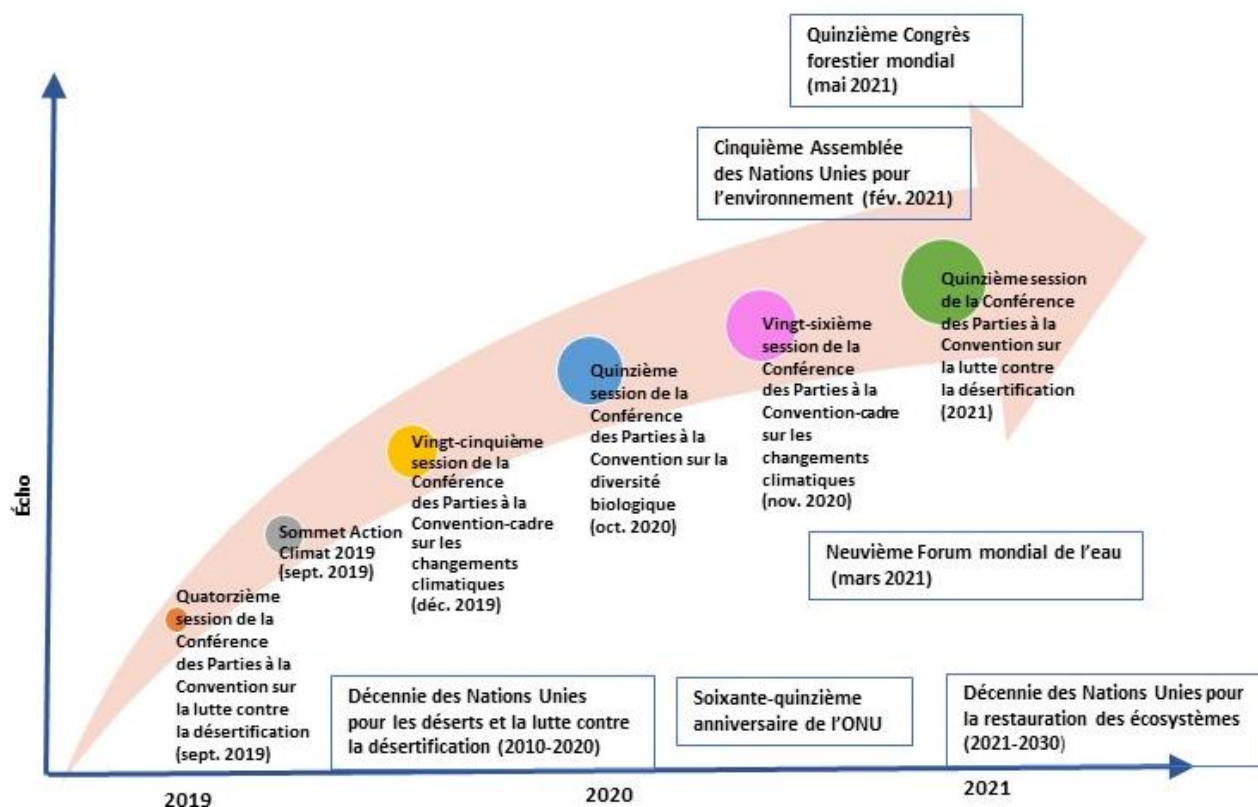 Quinzième Congrès
forestier mondial
(mai 2021)
Cinquième Assemblée
des Nations Unies pour
l’environnement (fév. 2021)
Quinzième session
de la Conférence
des Parties à la
Convention sur
la lutte contre
la désertification
(2021)
Vingt-sixième
session de la
Conférence
des Parties à la
Convention-cadre
sur les
changements
climatiques
(nov. 2020)
Quinzième
session de la
Conférence
des Parties à la
Convention sur la
diversité
biologique
(oct. 2020)
Vingt-cinquième
session de la
Conférence
des Parties à la
Convention-cadre
sur les
changements
climatiques
(déc. 2019)
Écho
Sommet Action
Climat 2019
(sept. 2019)
Neuvième Forum mondial de l’eau
(mars 2021)
Quatorzième
session de la
Conférence
des Parties à la
Convention sur
la lutte contre
la désertification
(sept. 2019)
Décennie des Nations Unies
pour les déserts et la lutte contre
la désertification (2010-2020)
Soixante-quinzième
anniversaire de l’ONU
Décennie des Nations Unies pour
la restauration des écosystèmes
(2021-2030)
2019
2020
2021